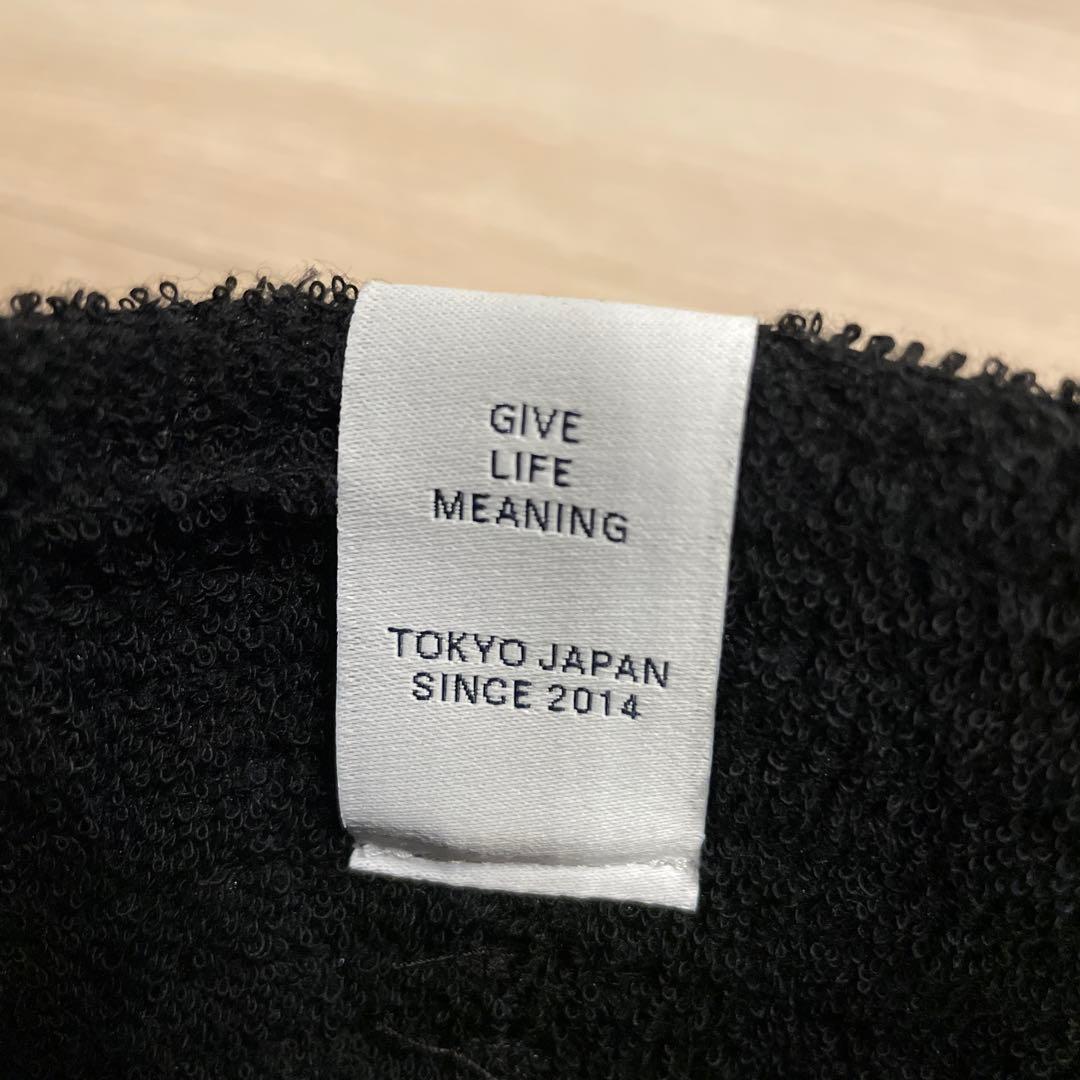 GIVE
LIFE
MEANING
TOKYO JAPAN
SINCE 2014